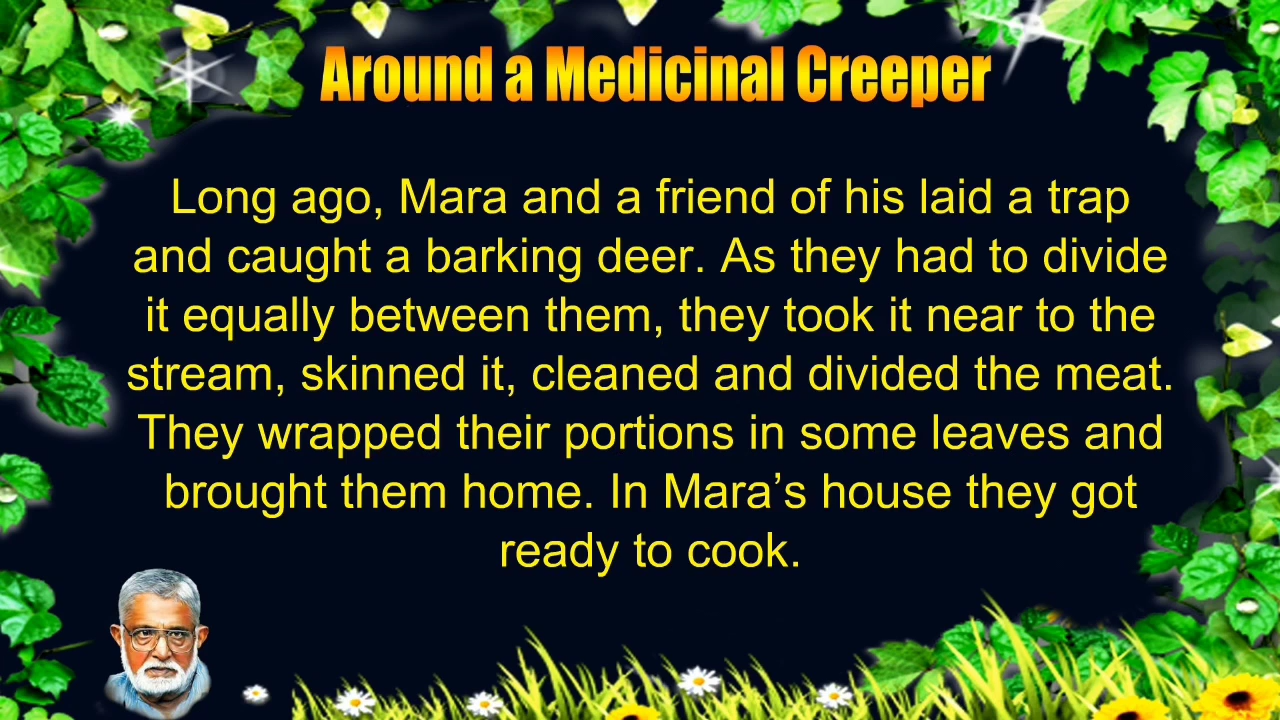 Around a Medicinal Creeper
Long ago, Mara and a friend of his laid a trap
and caught a barking deer. As they had to divide
it equally between them, they took it near to the
stream, skinned it, cleaned and divided the meat.
They wrapped their portions in some leaves and
brought them home. In Mara’s house they got
ready to cook.